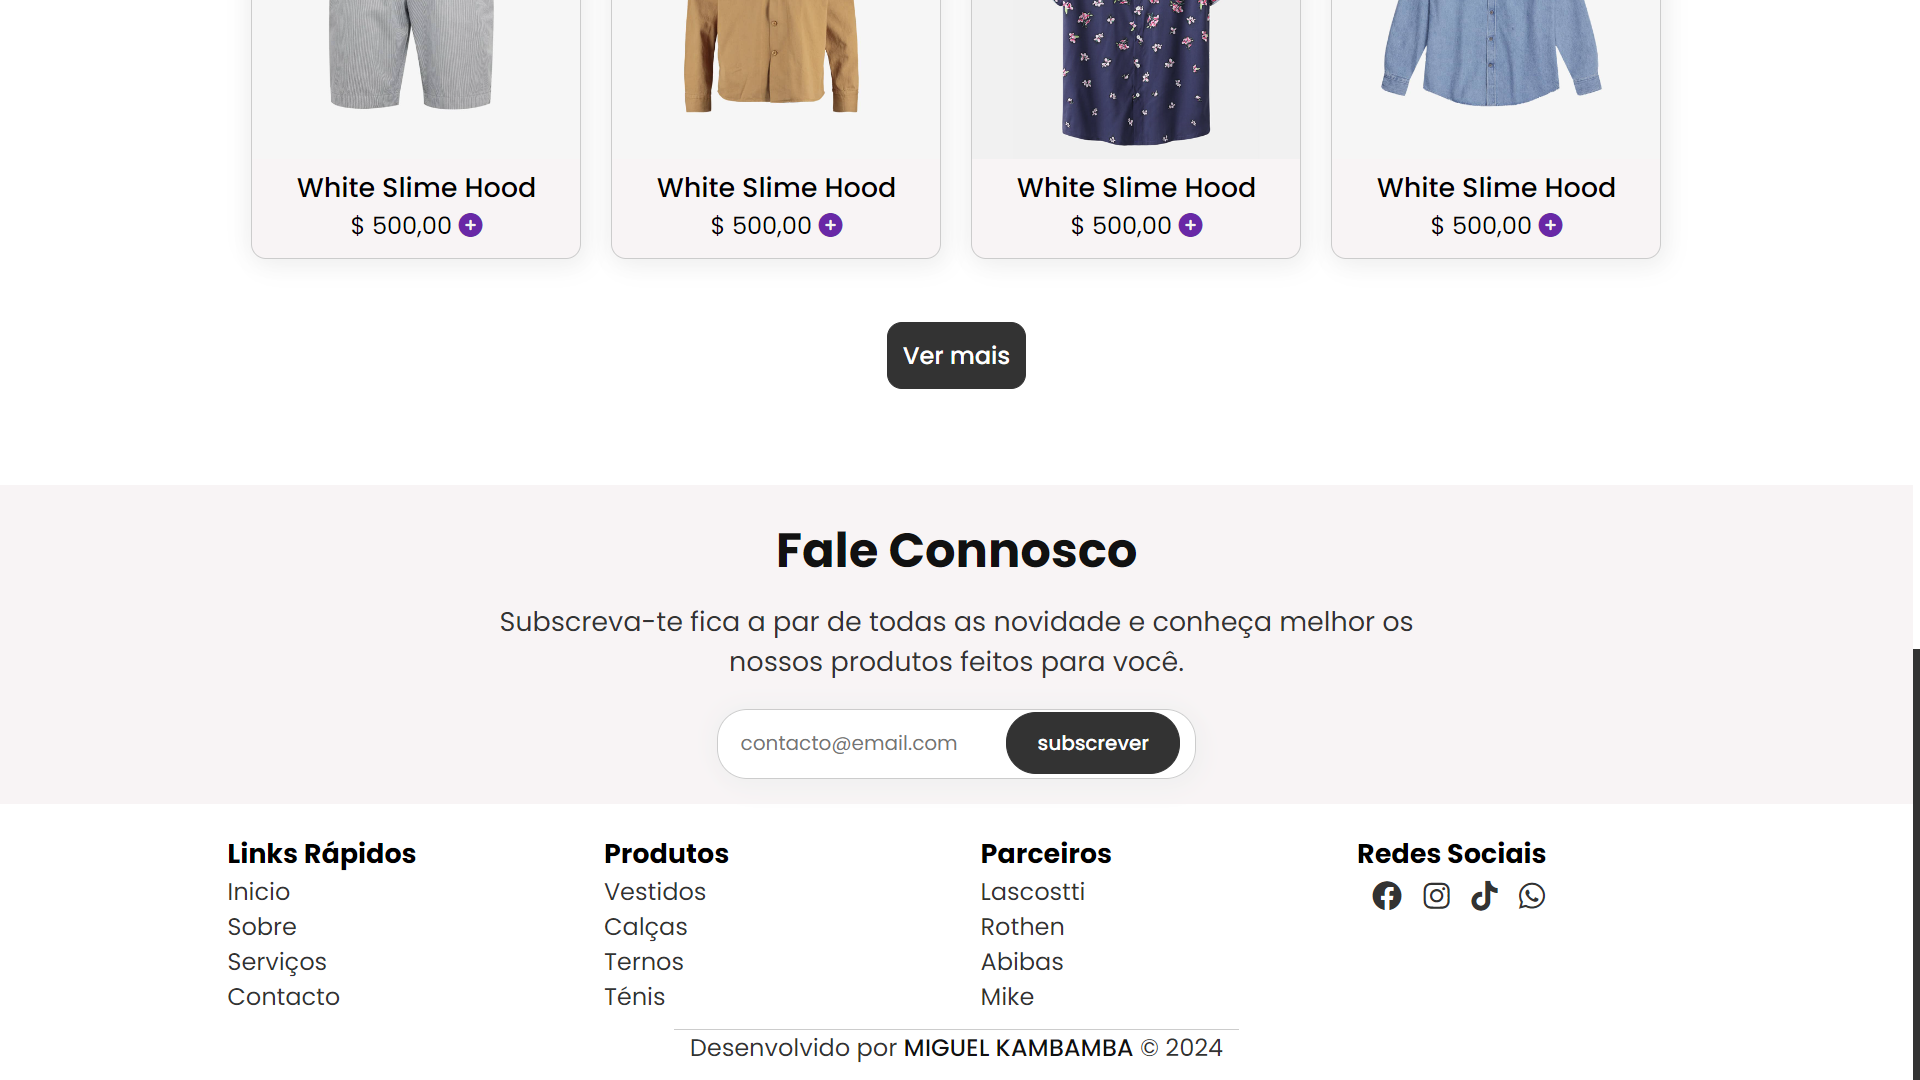 White Slime Hood
$ 500,00
White Slime Hood
$ 500,00
White Slime Hood
$ 500,00
White Slime Hood
$ 500,00
Ver mais
Fale Connosco
Subscreva-te fica a par de todas as novidade e conheça melhor os
nossos produtos feitos para você.
contacto@email.com
subscrever
Links Rápidos
Inicio
Sobre
Serviços
Contacto
Produtos
Vestidos
Calças
Ternos
Ténis
Parceiros
Lascostti
Rothen
Abibas
Mike
Redes Sociais
Desenvolvido por MIGUEL KAMBAMBA © 2024